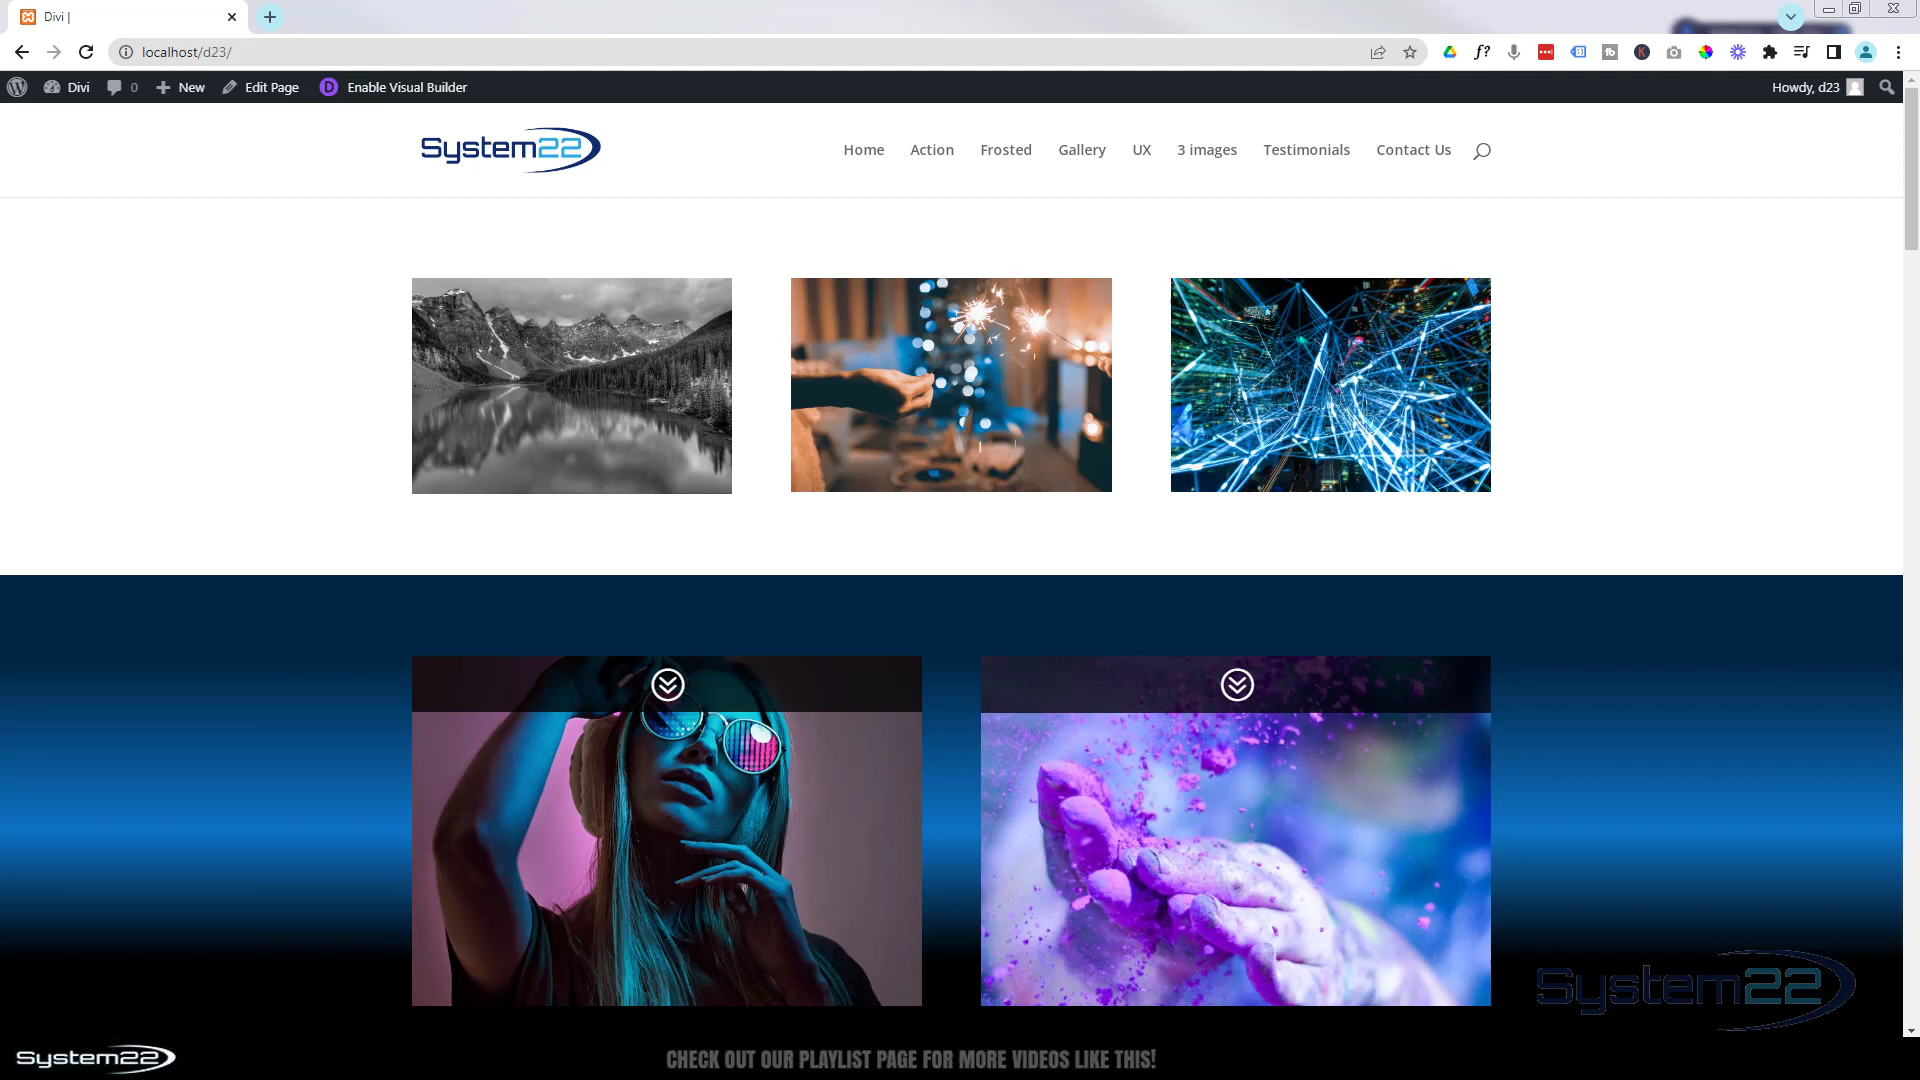 Divi |
localhost/d23/
f?
Divi
0
New
Edit Page
D
Enable Visual Builder
Howdy, d23
System22
Home
Action
Frosted
Gallery
UX
3 images
Testimonials
Contact Us
System22
System22
CHECK OUT OUR PLAYLIST PAGE FOR MORE VIDEOS LIKE THIS!